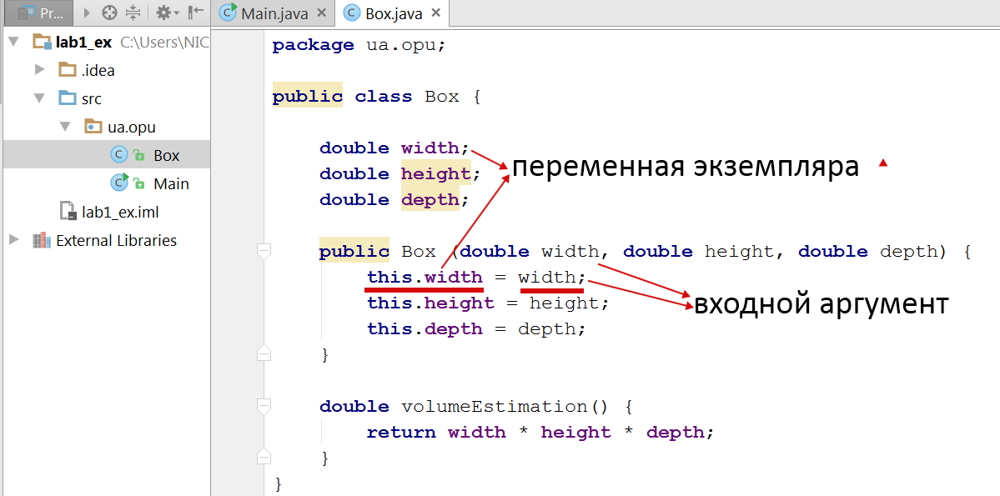 Pr...
Main.java
Box.java
lab1_ex C:\Users\NIC
.idea
src
ua.opu
Box
Main
lab1_ex.iml
External Libraries
package ua.opu;
public class Box {
double width;
double height;
double depth;
переменная экземпляра
public Box (double width, double height, double depth) {
this.width = width;
this.height = height;
this.depth = depth;
}
входной аргумент
double volumeEstimation() {
return width * height * depth;
}
}